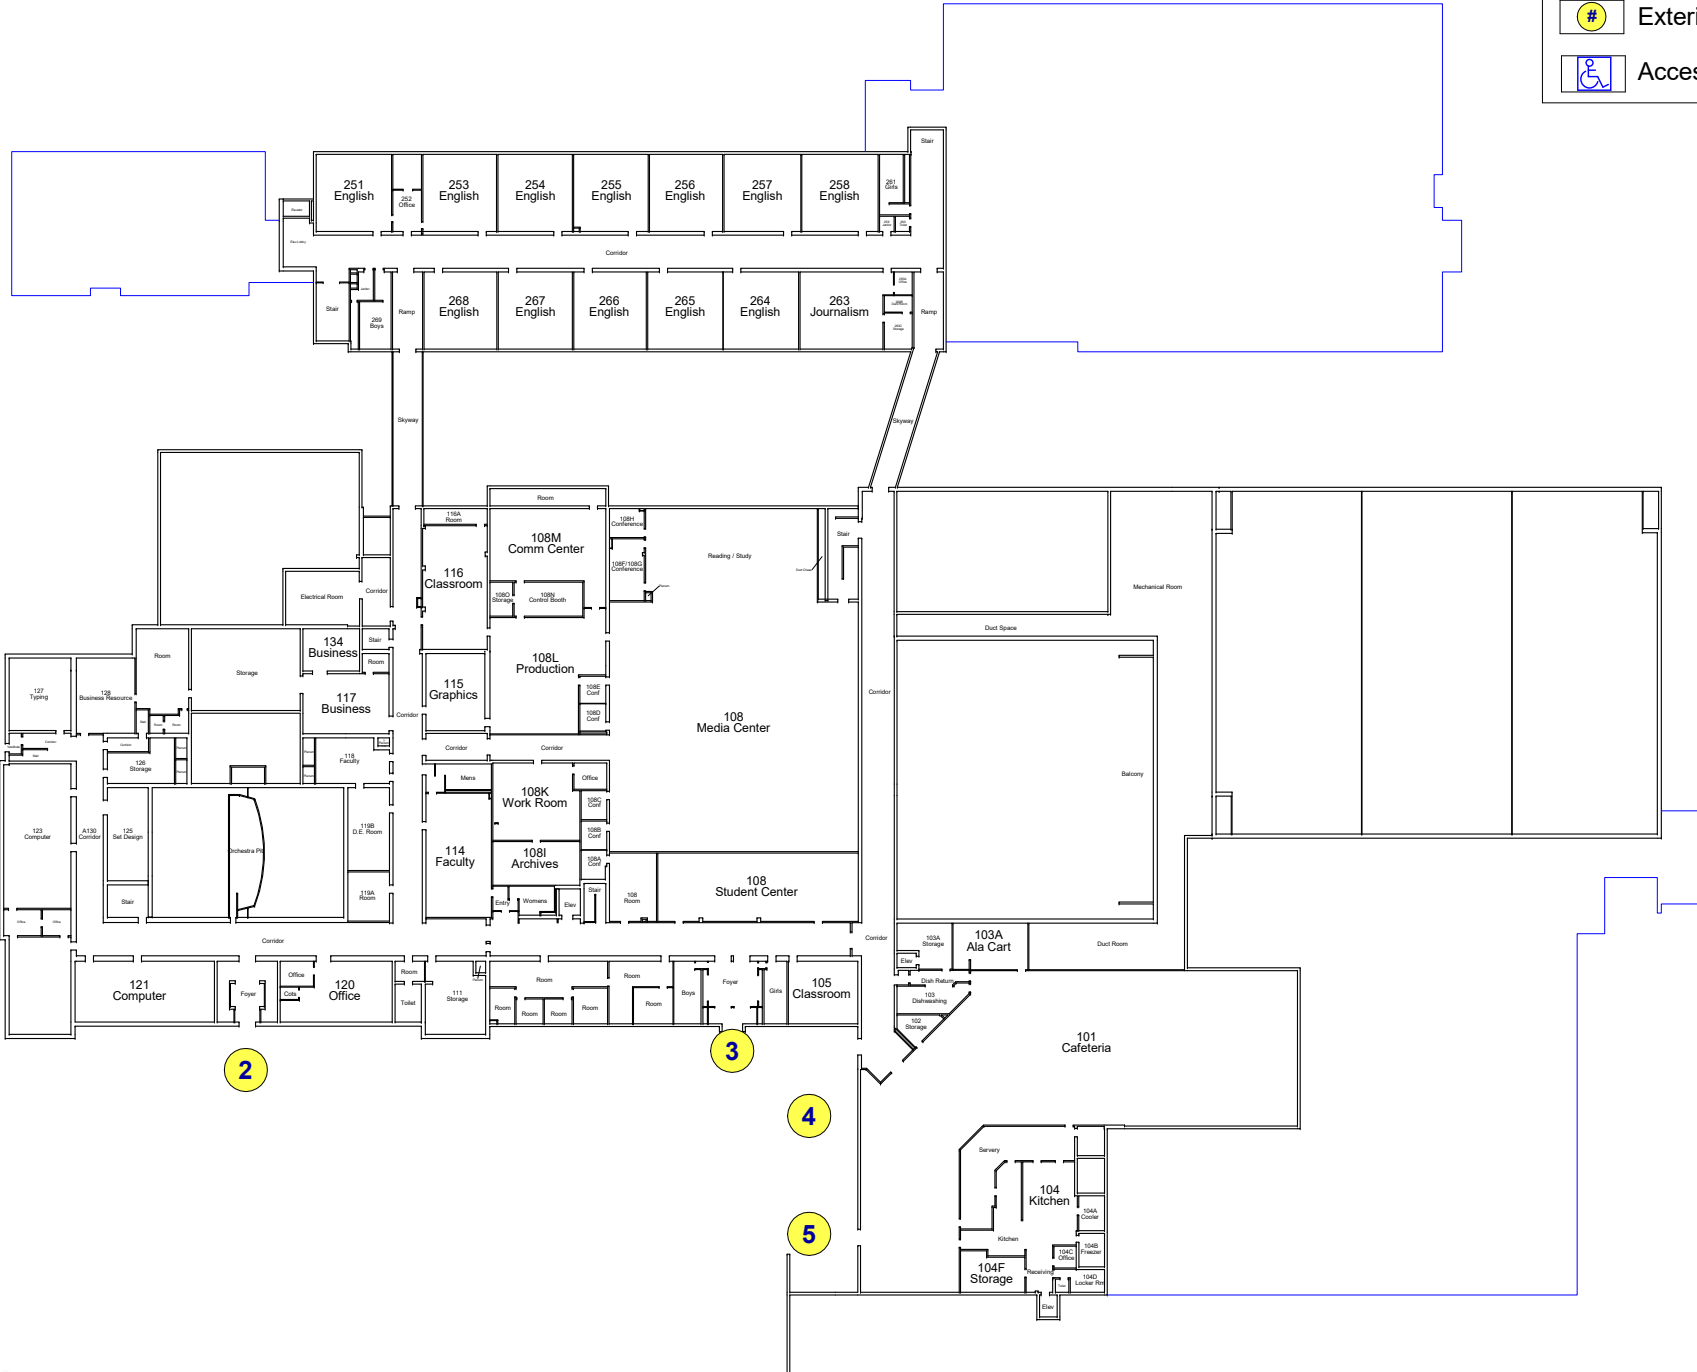 #
Exteri
Acces
Stair
251
English
252
Office
253
English
254
English
255
English
256
English
257
English
258
English
261
Girls
Elev Lobby
Corridor
Stair
269
Boys
Ramp
268
English
267
English
266
English
265
English
264
English
263
Journalism
Ramp
Skyway
Skyway
Room
116A
Room
108M
Comm Center
108H
Conference
Reading / Study
Stair
116
Classroom
108F/108G
Conference
108O
Storage
108N
Control Booth
Electrical Room
Corridor
Mechanical Room
Duct Space
134
Business
Stair
Room
Room
Storage
127
Typing
128
Business Resource
117
Business
Corridor
115
Graphics
108L
Production
108E
Conf
108D
Conf
108
Media Center
Corridor
Corridor
Corridor
118
Faculty
126
Storage
Mens
Office
108K
Work Room
108C
Conf
108B
Conf
108A
Conf
Balcony
123
Computer
A130
Corridor
125
Set Design
Orchestra Pit
119B
D.E. Room
119A
Room
114
Faculty
108I
Archives
Stair
Entry
Womens
Elev
Stair
108
Room
108
Student Center
Corridor
Corridor
103A
Storage
103A
Ala Cart
Duct Room
Elev
Office
Office
121
Computer
Foyer
Office
Cots
120
Office
Room
Toilet
111
Storage
Room
Room
Room
Room
Room
Room
Room
Boys
Foyer
Girls
105
Classroom
Dish Return
103
Dishwashing
102
Storage
101
Cafeteria
2
3
4
5
Servery
104
Kitchen
104A
Cooler
Kitchen
104C
Office
104B
Freezer
104F
Storage
Receiving
104D
Locker Rm
Elev